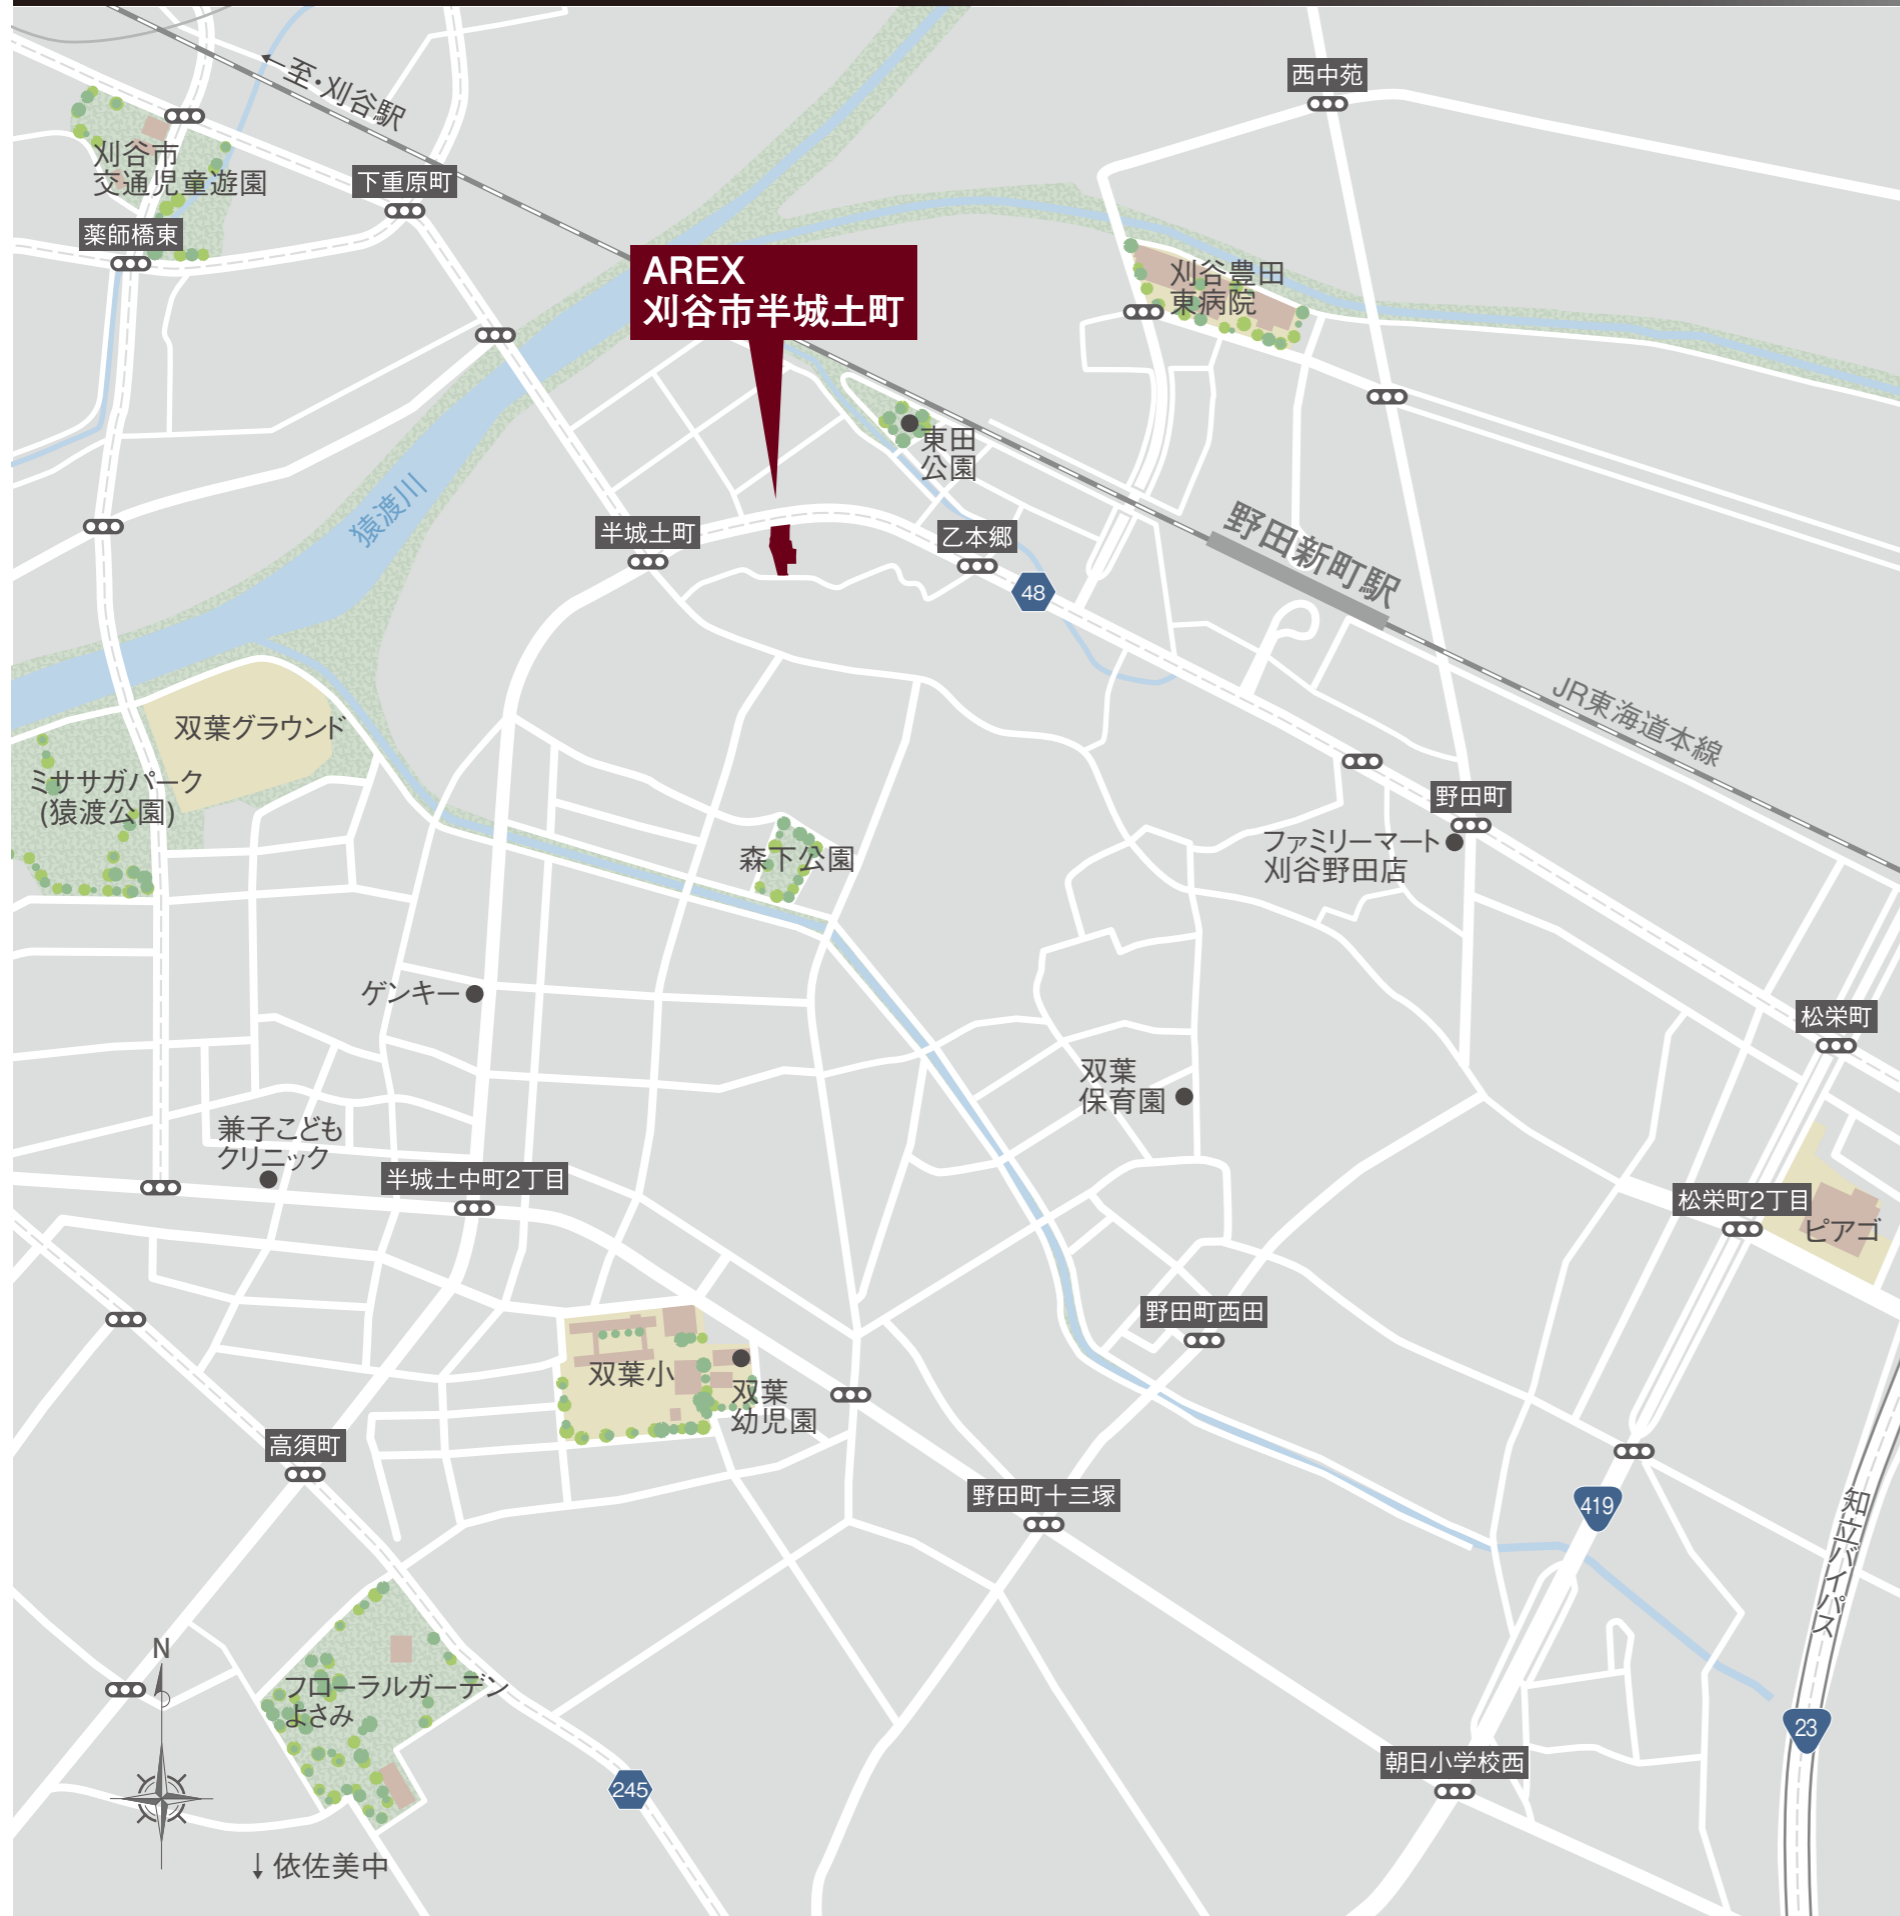 ←至・刈谷駅
西中苑
刈谷市
交通児童遊園
下重原町
薬師橋東
AREX
刈谷市半城土町
刈谷豊田
東病院
東田
公園
猿渡川
半城土町
乙本郷
48
野田新町駅
JR東海道本線
双葉グラウンド
ミササガパーク
(猿渡公園)
森下公園
野田町
ファミリーマート
刈谷野田店
ゲンキー
松栄町
双葉
保育園
兼子こども
クリニック
半城土中町2丁目
松栄町2丁目
ピアゴ
野田町西田
双葉小
双葉
幼児園
高須町
野田町十三塚
419
知立バイパス
N
フローラルガーデン
よさみ
23
朝日小学校西
245
↓依佐美中